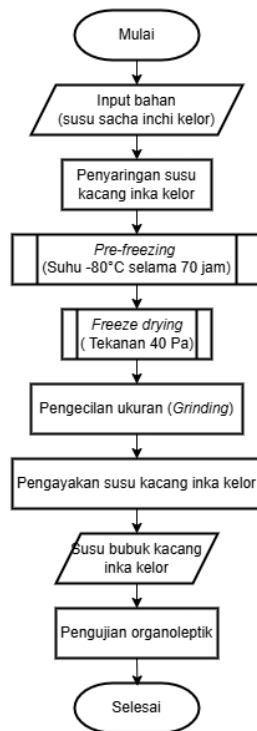 Mulai
Input bahan
(susu sacha inchi kelor)
Penyaringan susu
kacang inka kelor
Pre-freezing
(Suhu -80°C selama 70 jam)
Freeze drying
( Tekanan 40 Pa)
Pengecilan ukuran (Grinding)
Pengayakan susu kacang inka kelor
Susu bubuk kacang
inka kelor
Pengujian organoleptik
Selesai